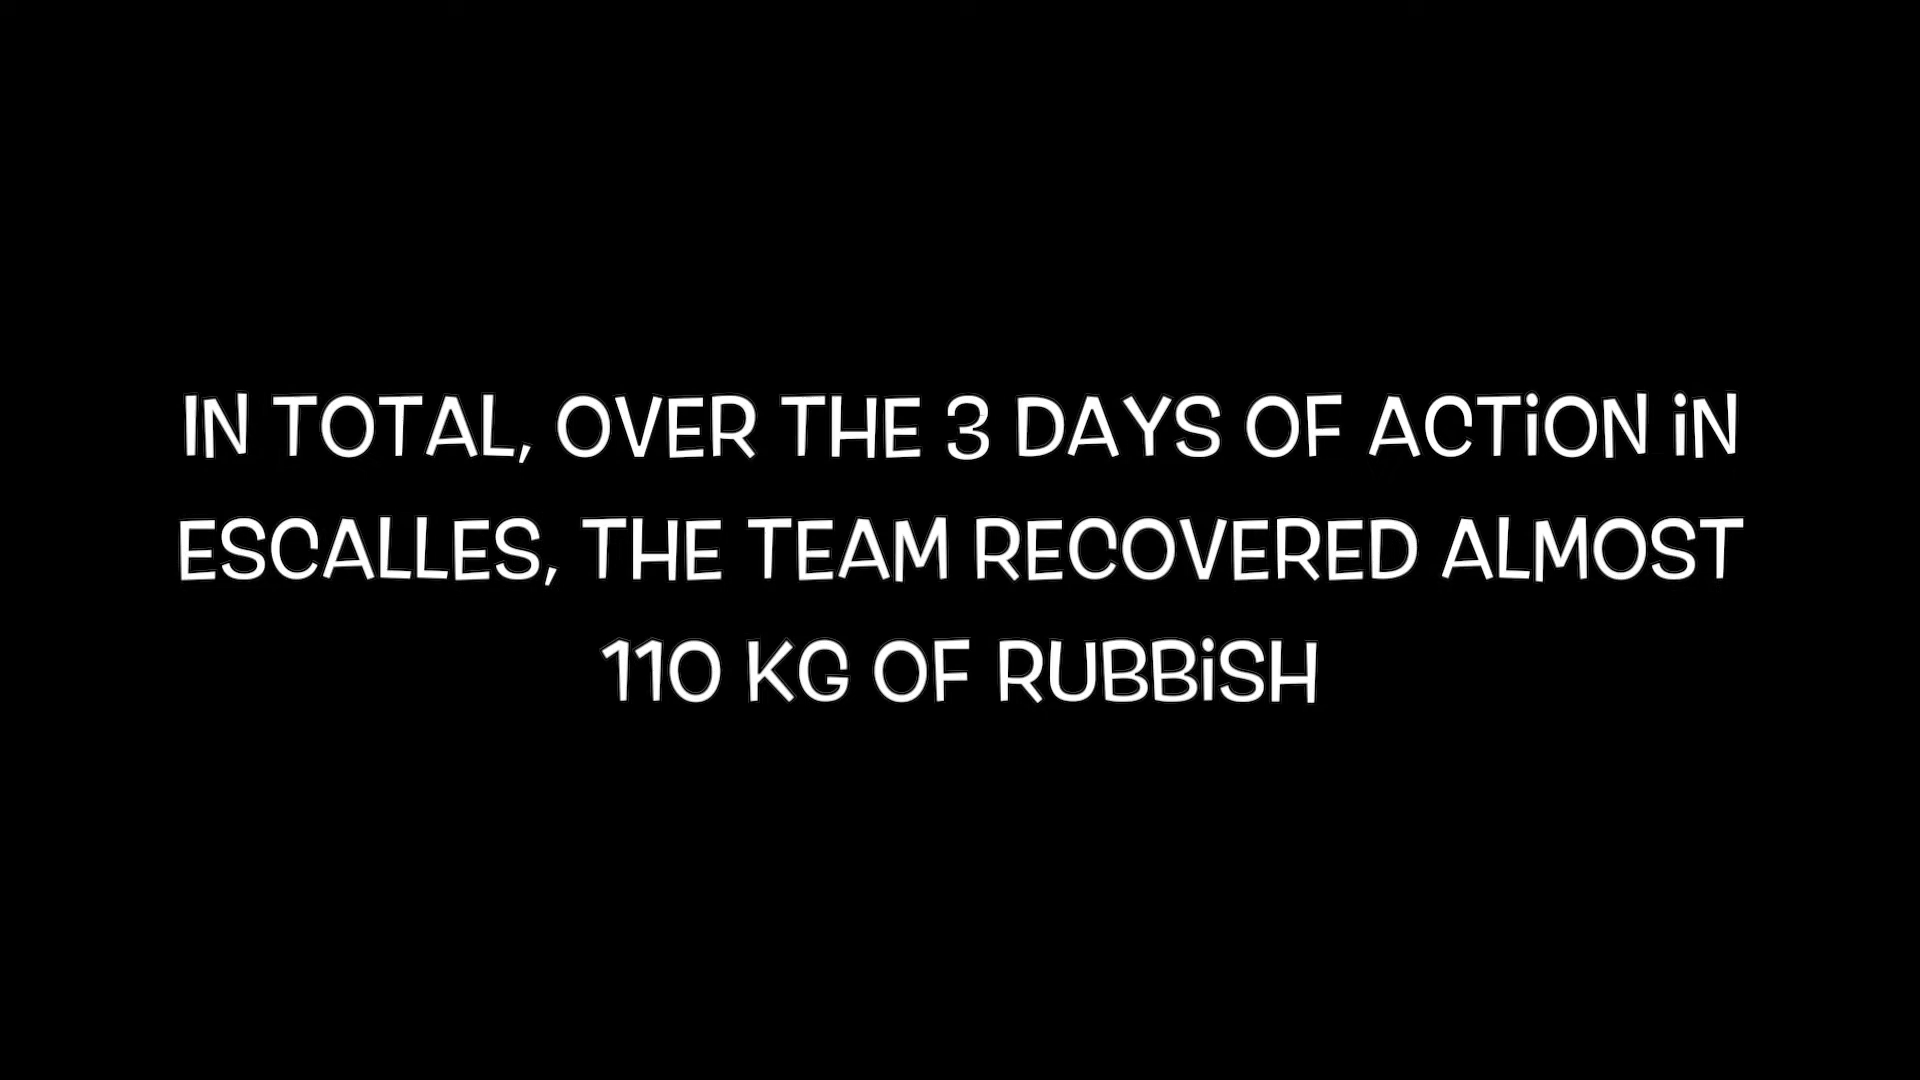 IN TOTAL, OVER THE 3 DAYS OF ACTiON iN
ESCALLES, THE TEAM RECOVERED ALMOST
110 KG OF RUBBiSH